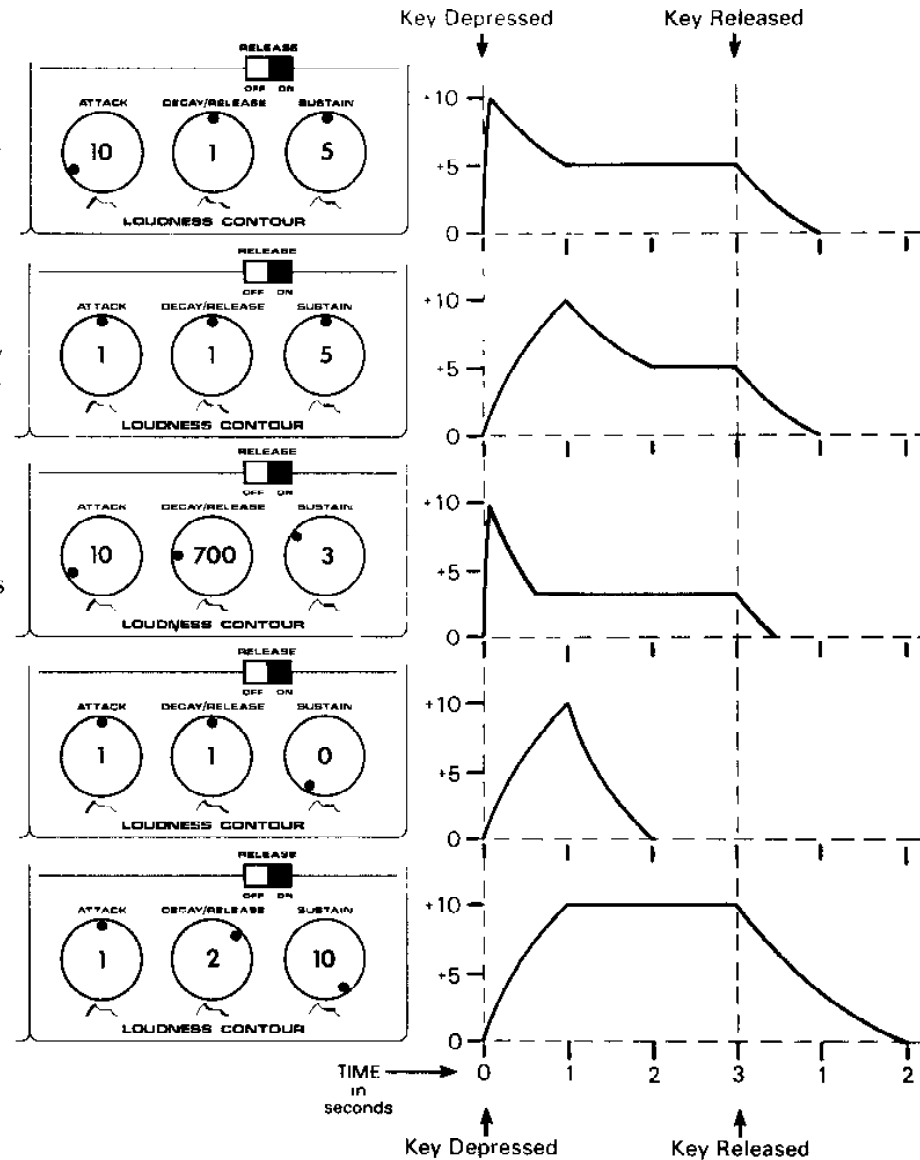 Key Depressed Key Released
RELEASE
OFF ON
ATTACK DECAY/RELEASE SUSTAIN
10 1 5
LOUDNESS CONTOUR
+10
+5
0
RELEASE
OFF ON
ATTACK DECAY/RELEASE SUSTAIN
1 1 5
LOUDNESS CONTOUR
+10
+5
0
RELEASE
OFF ON
ATTACK DECAY/RELEASE SUSTAIN
10 700 3
LOUDNESS CONTOUR
+10
+5
0
s
RELEASE
OFF ON
ATTACK DECAY/RELEASE SUSTAIN
1 1 0
LOUDNESS CONTOUR
+10
+5
0
RELEASE
OFF ON
ATTACK DECAY/RELEASE SUSTAIN
1 2 10
LOUDNESS CONTOUR
+10
+5
0
TIME
in
seconds
0 1 2 3 1 2
Key Depressed Key Released